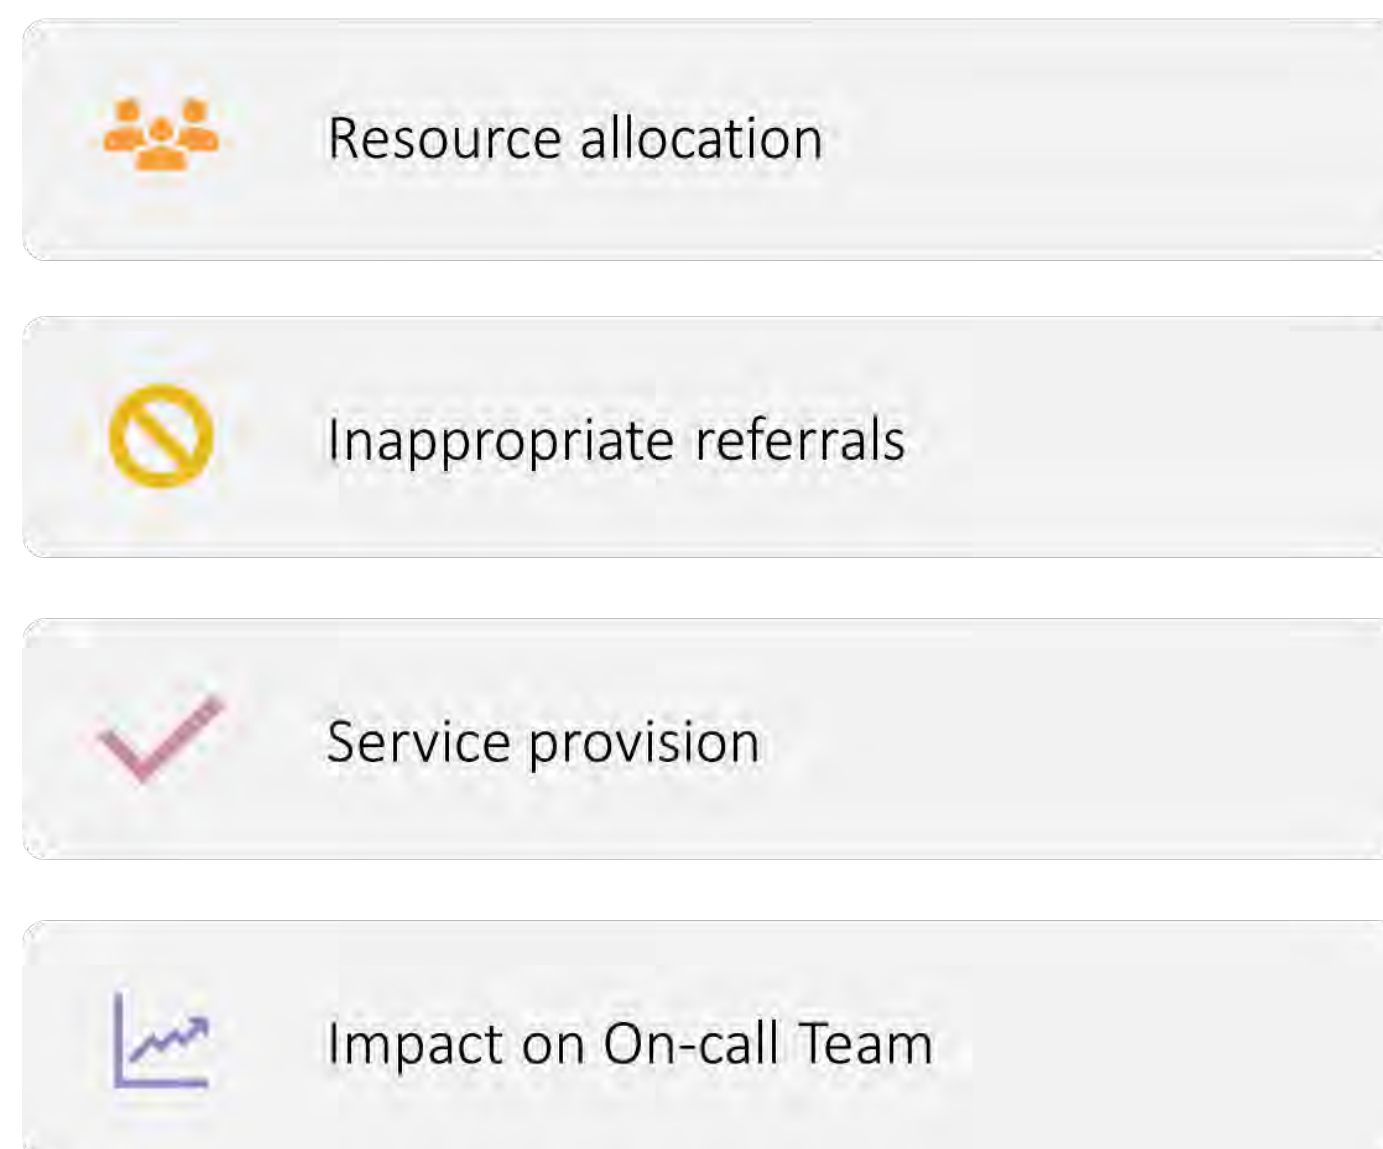 Resource allocation
Inappropriate referrals
Service provision
Impact on On-call Team